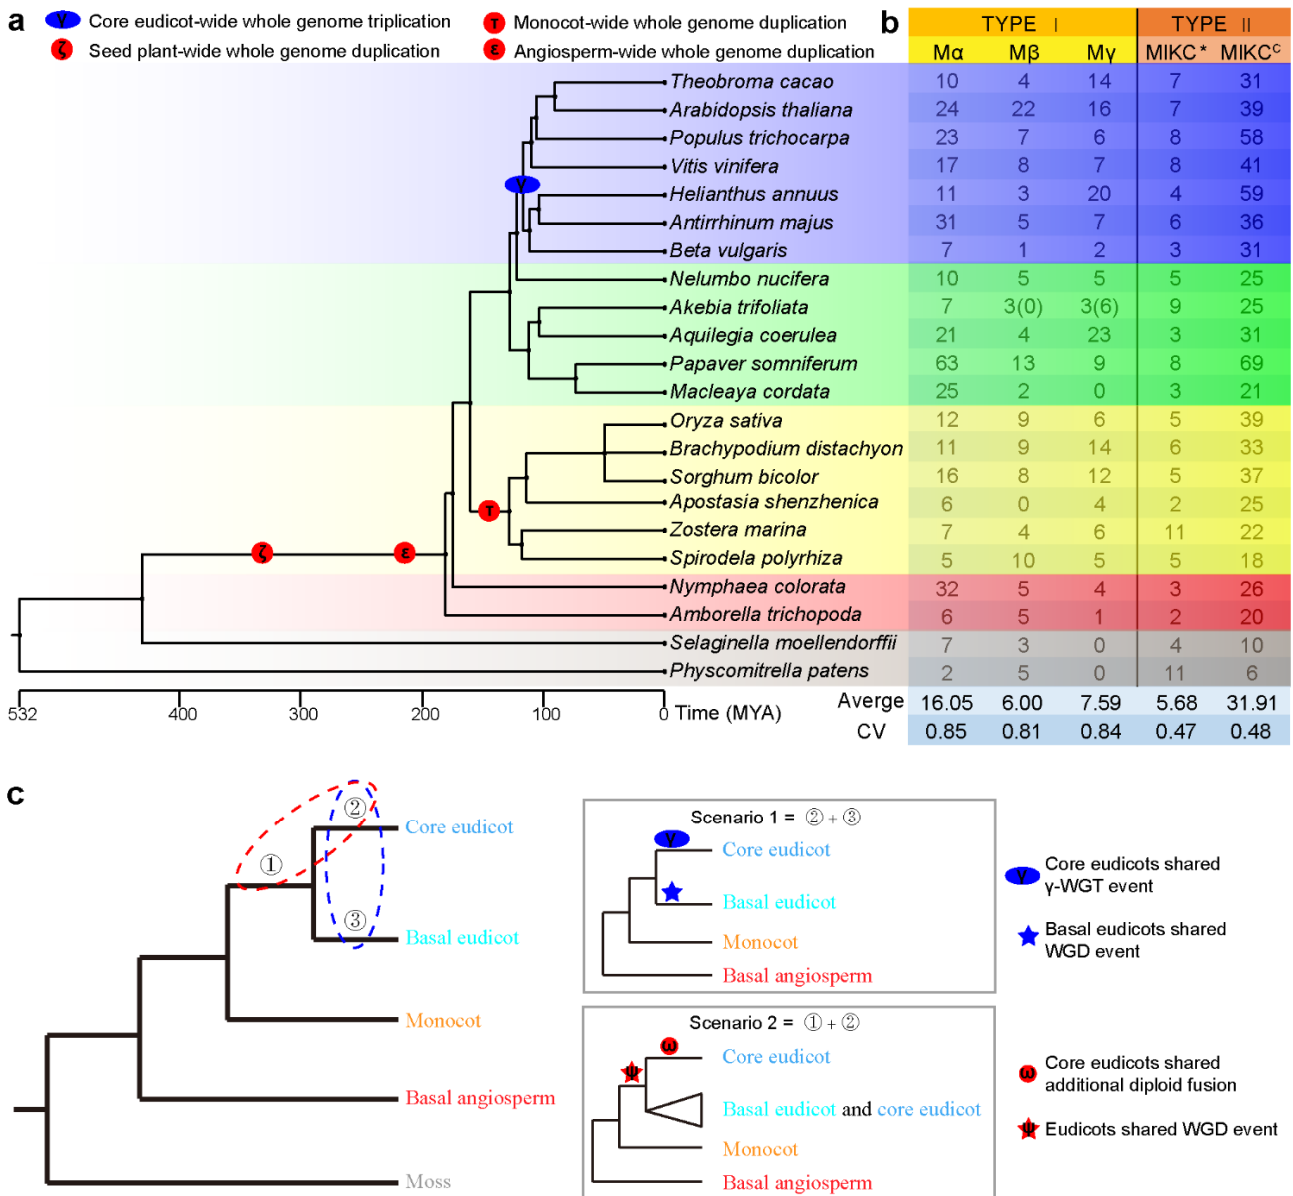 a
γ Core eudicot-wide whole genome triplication
τ Monocot-wide whole genome duplication
ζ Seed plant-wide whole genome duplication
ε Angiosperm-wide whole genome duplication
b
TYPE I TYPE II
Mα Mβ Mγ MIKC* MIKCᶜ
Theobroma cacao 10 4 14 7 31
Arabidopsis thaliana 24 22 16 7 39
Populus trichocarpa 23 7 6 8 58
Vitis vinifera 17 8 7 8 41
γ
Helianthus annuus 11 3 20 4 59
Antirrhinum majus 31 5 7 6 36
Beta vulgaris 7 1 2 3 31
Nelumbo nucifera 10 5 5 5 25
Akebia trifoliata 7 3(0) 3(6) 9 25
Aquilegia coerulea 21 4 23 3 31
Papaver somniferum 63 13 9 8 69
Macleaya cordata 25 2 0 3 21
Oryza sativa 12 9 6 5 39
Brachypodium distachyon 11 9 14 6 33
Sorghum bicolor 16 8 12 5 37
Apostasia shenzhenica 6 0 4 2 25
τ
Zostera marina 7 4 6 11 22
Spirodela polyrhiza 5 10 5 5 18
ζ ε
Nymphaea colorata 32 5 4 3 26
Amborella trichopoda 6 5 1 2 20
Selaginella moellendorffii 7 3 0 4 10
Physcomitrella patens 2 5 0 11 6
532 400 300 200 100 0 Time (MYA)
Averge 16.05 6.00 7.59 5.68 31.91
CV 0.85 0.81 0.84 0.47 0.48
c
②
Core eudicot
①
③
Basal eudicot
Monocot
Basal angiosperm
Moss
Scenario 1 = ② + ③
γ
Core eudicot
Basal eudicot
Monocot
Basal angiosperm
γ Core eudicots shared
γ-WGT event
Basal eudicots shared
WGD event
Scenario 2 = ① + ②
ω
Core eudicot
ψ
Basal eudicot and core eudicot
Monocot
Basal angiosperm
ω Core eudicots shared
additional diploid fusion
ψ Eudicots shared WGD event